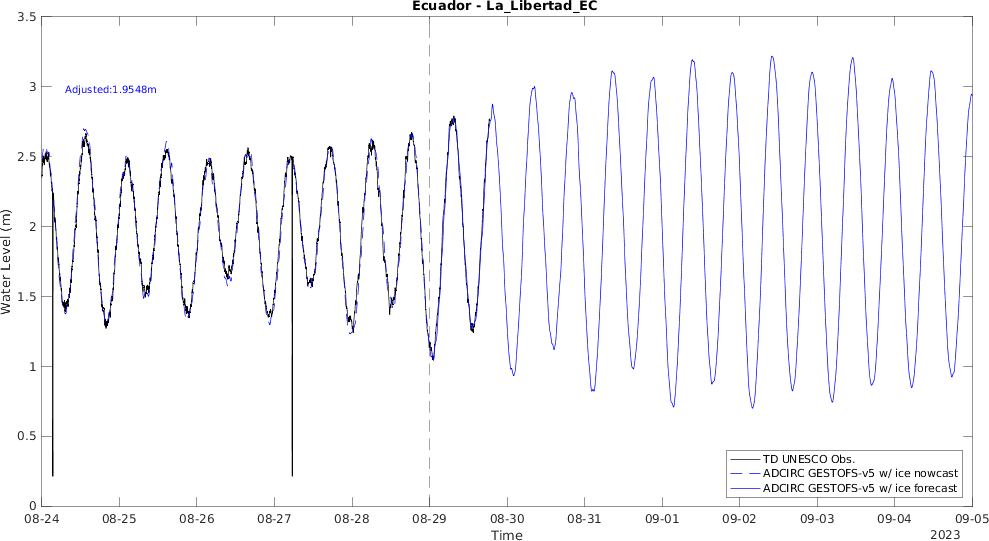 Ecuador - La_Libertad_EC
3.5
3
2.5
2
1.5
1
0.5
0
Water Level (m)
Adjusted:1.9548m
TD UNESCO Obs.
ADCIRC GESTOFS-v5 w/ ice nowcast
ADCIRC GESTOFS-v5 w/ ice forecast
08-24 08-25 08-26 08-27 08-28 08-29 08-30 08-31 09-01 09-02 09-03 09-04 09-05
Time
2023